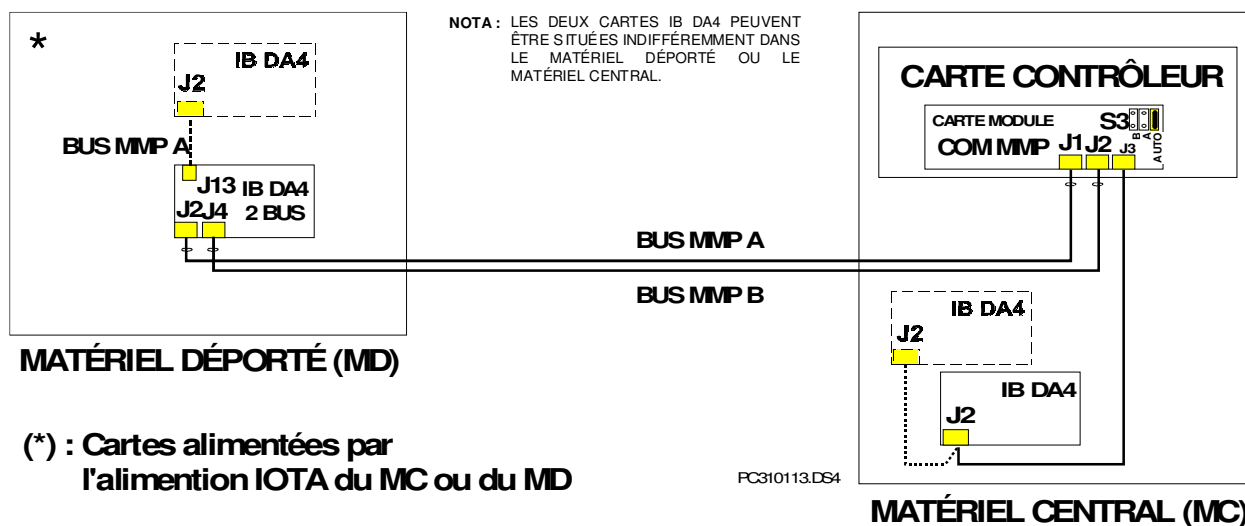 *
IB DA4
J2
BUS MMP A
J13
IB DA4
2 BUS
J2
J4
MATÉRIEL DÉPORTÉ (MD)
(*) : Cartes alimentées par
l'alimention IOTA du MC ou du MD
NOTA : LES DEUX CARTES IB DA4 PEUVENT
ÊTRE SITUÉES INDIFFÉREMMENT DANS
LE MATÉRIEL DÉPORTÉ OU LE
MATÉRIEL CENTRAL.
BUS MMP A
BUS MMP B
PC310113.DS4
CARTE CONTRÔLEUR
CARTE MODULE
COM MMP
S3
B
A
AUTO
J1
J2
J3
IB DA4
J2
IB DA4
J2
MATÉRIEL CENTRAL (MC)